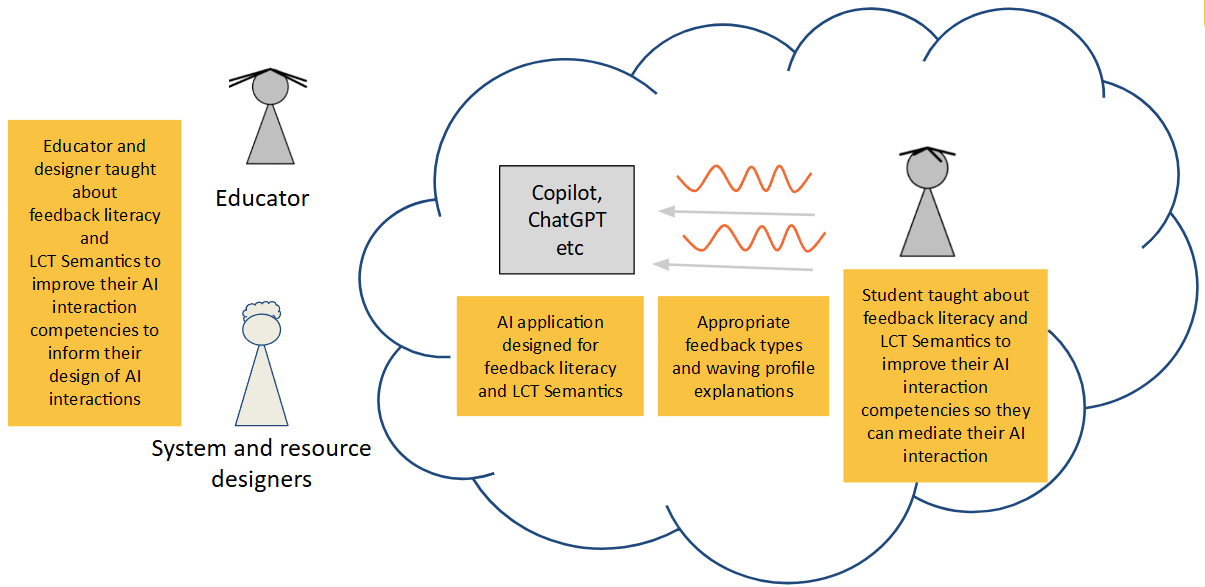 Educator and
designer taught
about
feedback literacy
and
LCT Semantics to
improve their AI
interaction
competencies to
inform their
design of AI
interactions
Educator
System and resource
designers
Copilot,
ChatGPT
etc
AI application
designed for
feedback literacy
and LCT Semantics
Appropriate
feedback types
and waving profile
explanations
Student taught about
feedback literacy and
LCT Semantics to
improve their AI
interaction
competencies so they
can mediate their AI
interaction